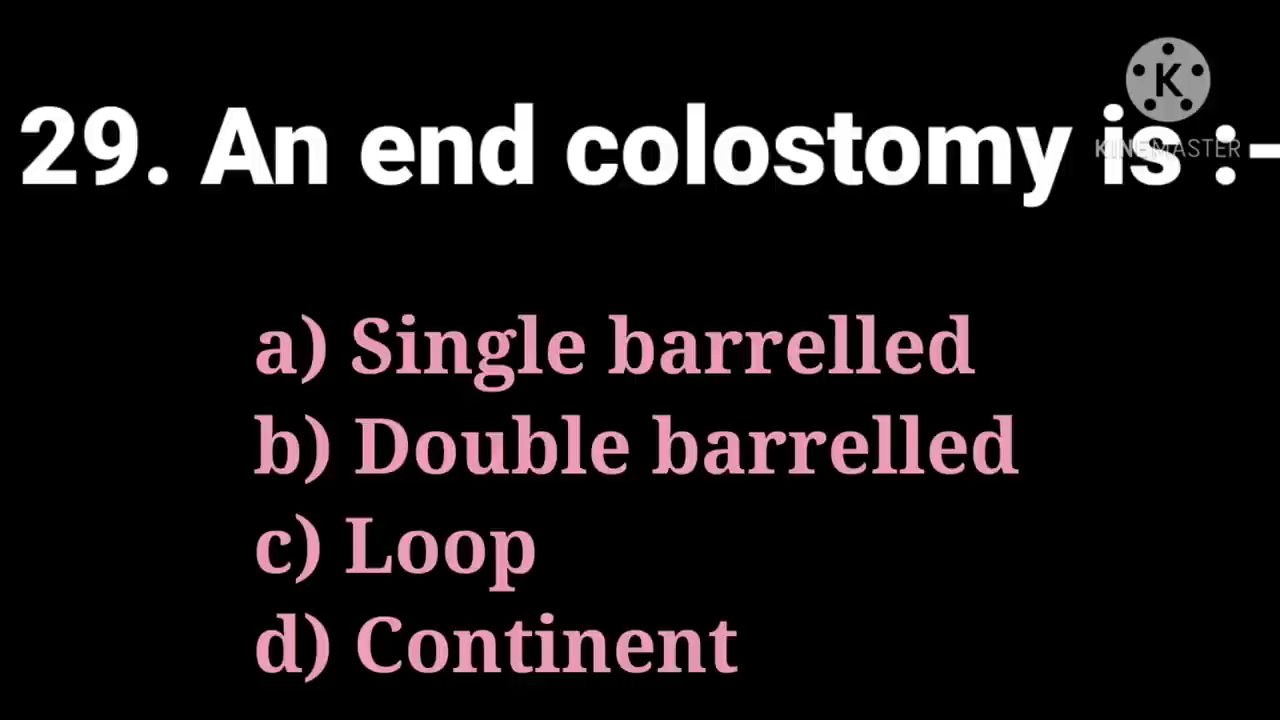 K
KINEMASTER
29. An end colostomy is :-
a) Single barrelled
b) Double barrelled
c) Loop
d) Continent